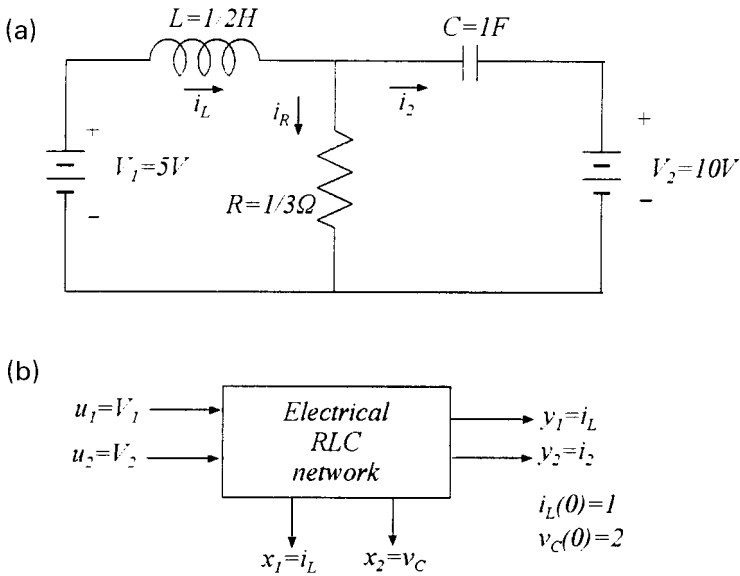 (a)
L=1/2H
C=1F
i_L
i_R
i_2
+
+
V_1=5V
R=1/3Ω
V_2=10V
−
−
(b)
u_1=V_1
u_2=V_2
Electrical
RLC
network
y_1=i_L
y_2=i_2
i_L(0)=1
v_C(0)=2
x_1=i_L
x_2=v_C